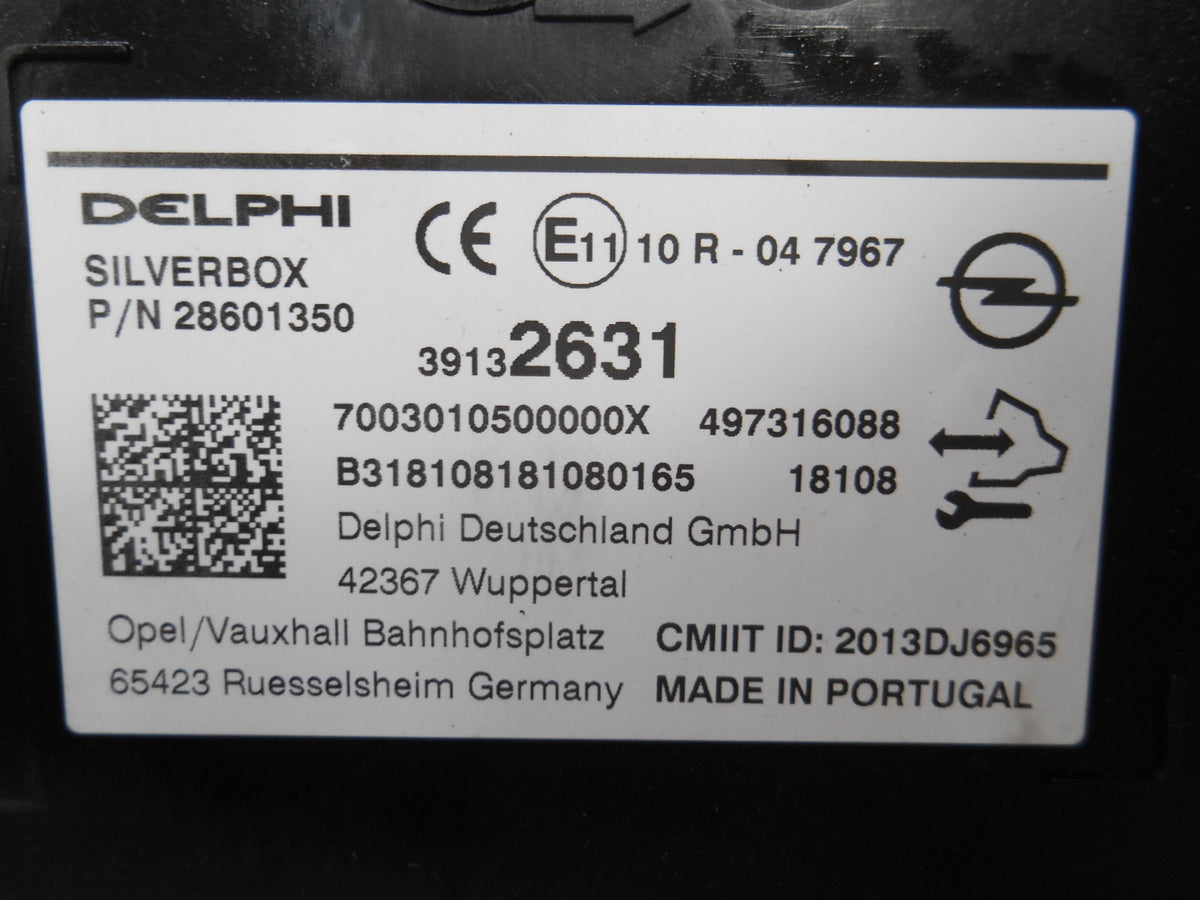 DELPHI
SILVERBOX
P/N 28601350
CE E11 10 R - 04 7967
39132631
7003010500000X 497316088
B318108181080165 18108
Delphi Deutschland GmbH
42367 Wuppertal
Opel/Vauxhall Bahnhofsplatz
65423 Ruesselsheim Germany
CMIIT ID: 2013DJ6965
MADE IN PORTUGAL